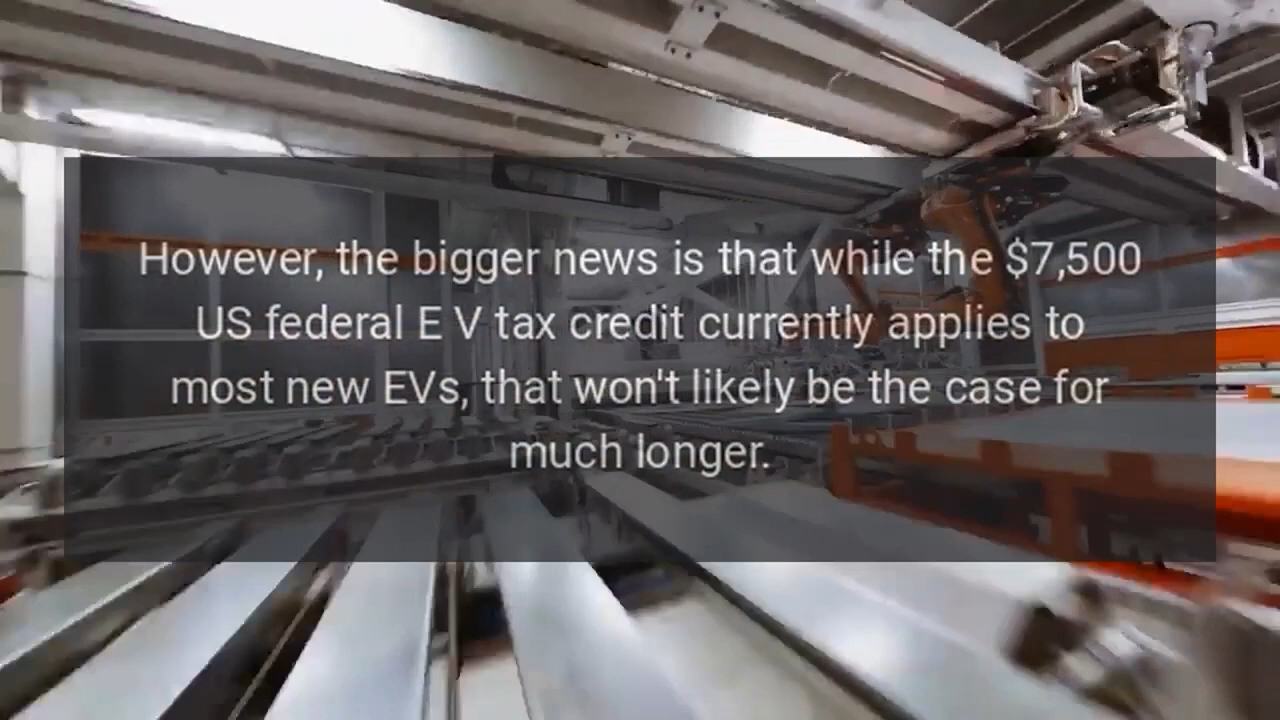 However, the bigger news is that while the $7,500
US federal E V tax credit currently applies to
most new EVs, that won't likely be the case for
much longer.